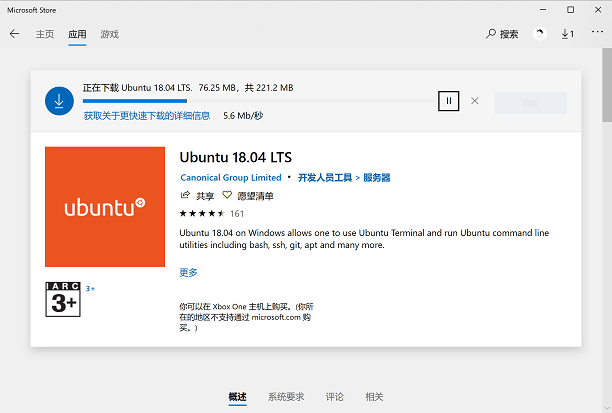 Microsoft Store
主页 应用 游戏 搜索 1
正在下载 Ubuntu 18.04 LTS. 76.25 MB，共 221.2 MB
获取关于更快速下载的详细信息 5.6 Mb/秒
ubuntu
Ubuntu 18.04 LTS
Canonical Group Limited • 开发人员工具 > 服务器
共享 愿望清单
161
Ubuntu 18.04 on Windows allows one to use Ubuntu Terminal and run Ubuntu command line
utilities including bash, ssh, git, apt and many more.
更多
IARC
3+
3+
你可以在 Xbox One 主机上购买。(你所
在的地区不支持通过 microsoft.com 购
买。)
概述 系统要求 评论 相关